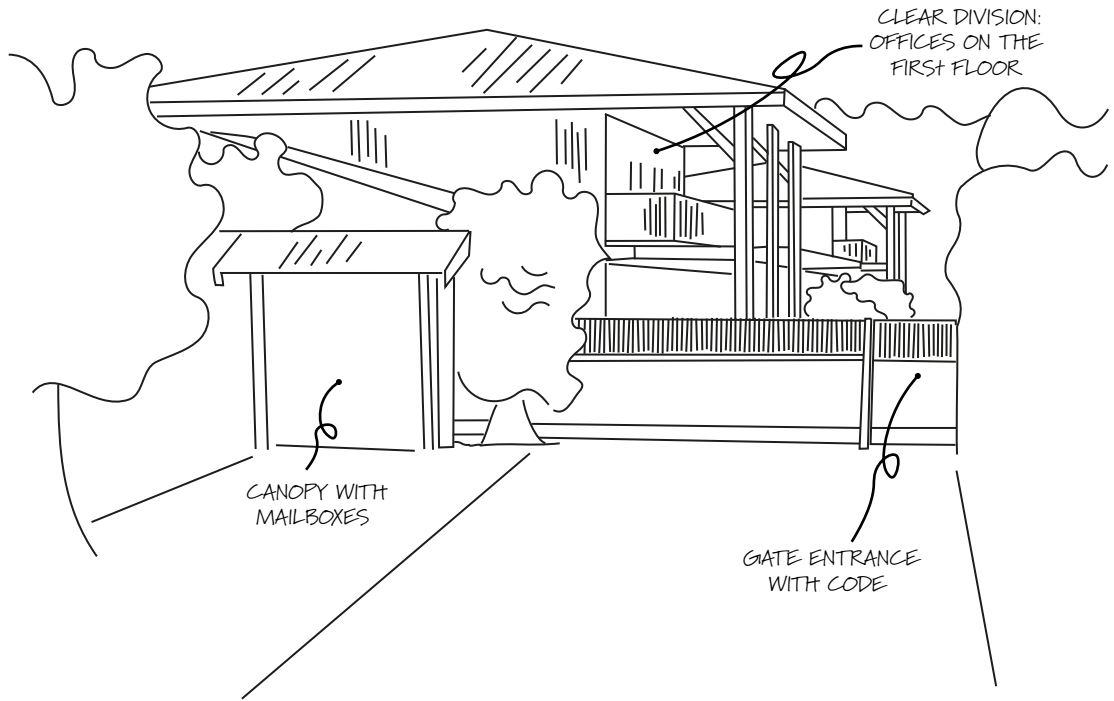 CLEAR DIVISION:
OFFICES ON THE
FIRST FLOOR
CANOPY WITH
MAILBOXES
GATE ENTRANCE
WITH CODE